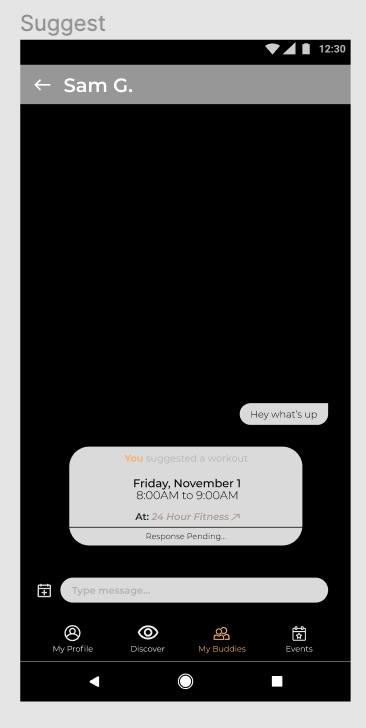 Suggest
12:30
Sam G.
Hey what's up
You suggested a workout
Friday, November 1
8:00AM to 9:00AM
At: 24 Hour Fitness
Response Pending...
Type message...
My Profile
Discover
My Buddies
Events